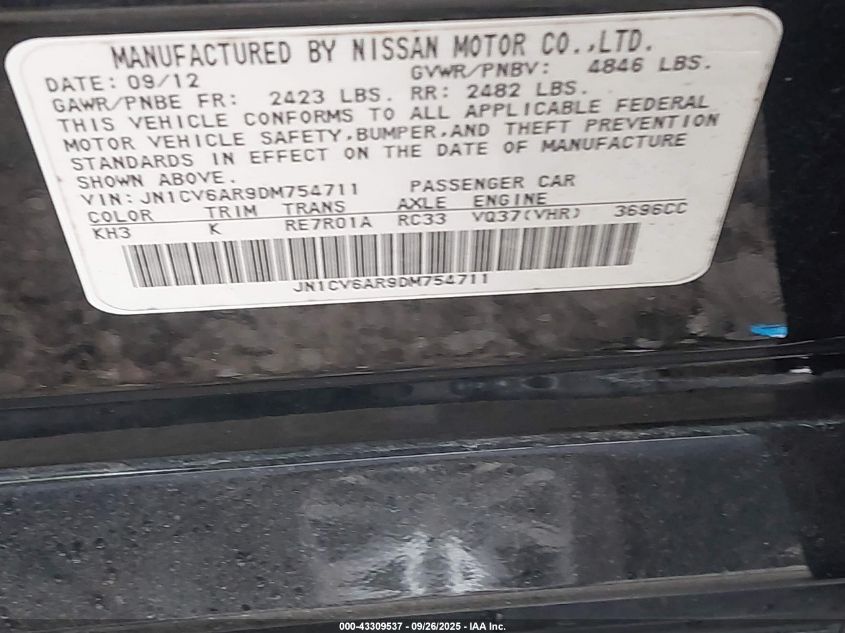 MANUFACTURED BY NISSAN MOTOR CO.,LTD.
DATE: 09/12 GVWR/PNBV: 4846 LBS.
GAWR/PNBE FR: 2423 LBS. RR: 2482 LBS.
THIS VEHICLE CONFORMS TO ALL APPLICABLE FEDERAL
MOTOR VEHICLE SAFETY,BUMPER,AND THEFT PREVENTION
STANDARDS IN EFFECT ON THE DATE OF MANUFACTURE
SHOWN ABOVE.
VIN: JN1CV6AR9DM754711 PASSENGER CAR
COLOR TRIM TRANS AXLE ENGINE
KH3 K RE7R01A RC33 VQ37(VHR) 3696CC
JN1CV6AR9DM754711
000-43309537 - 09/26/2025 - IAA Inc.